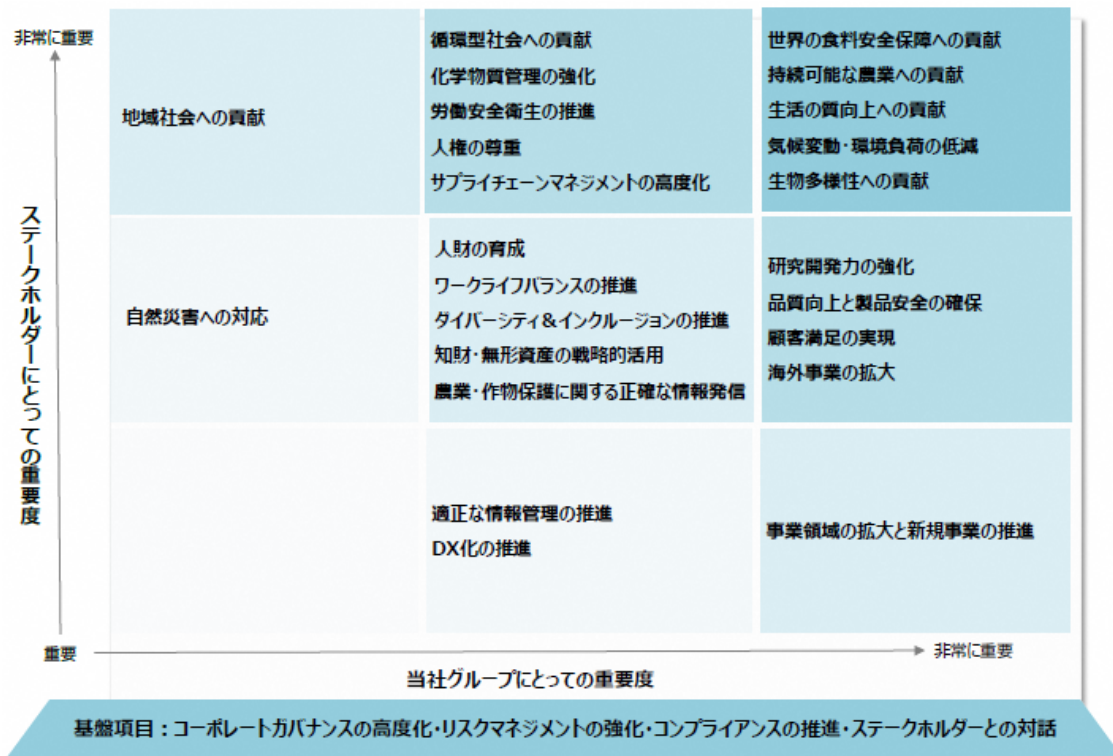 非常に重要
ステークホルダーにとっての重要度
地域社会への貢献
循環型社会への貢献
化学物質管理の強化
労働安全衛生の推進
人権の尊重
サプライチェーンマネジメントの高度化
世界の食料安全保障への貢献
持続可能な農業への貢献
生活の質向上への貢献
気候変動・環境負荷の低減
生物多様性への貢献
自然災害への対応
人財の育成
ワークライフバランスの推進
ダイバーシティ&インクルージョンの推進
知財・無形資産の戦略的活用
農業・作物保護に関する正確な情報発信
研究開発力の強化
品質向上と製品安全の確保
顧客満足の実現
海外事業の拡大
適正な情報管理の推進
DX化の推進
事業領域の拡大と新規事業の推進
重要
非常に重要
当社グループにとっての重要度
基盤項目:コーポレートガバナンスの高度化・リスクマネジメントの強化・コンプライアンスの推進・ステークホルダーとの対話